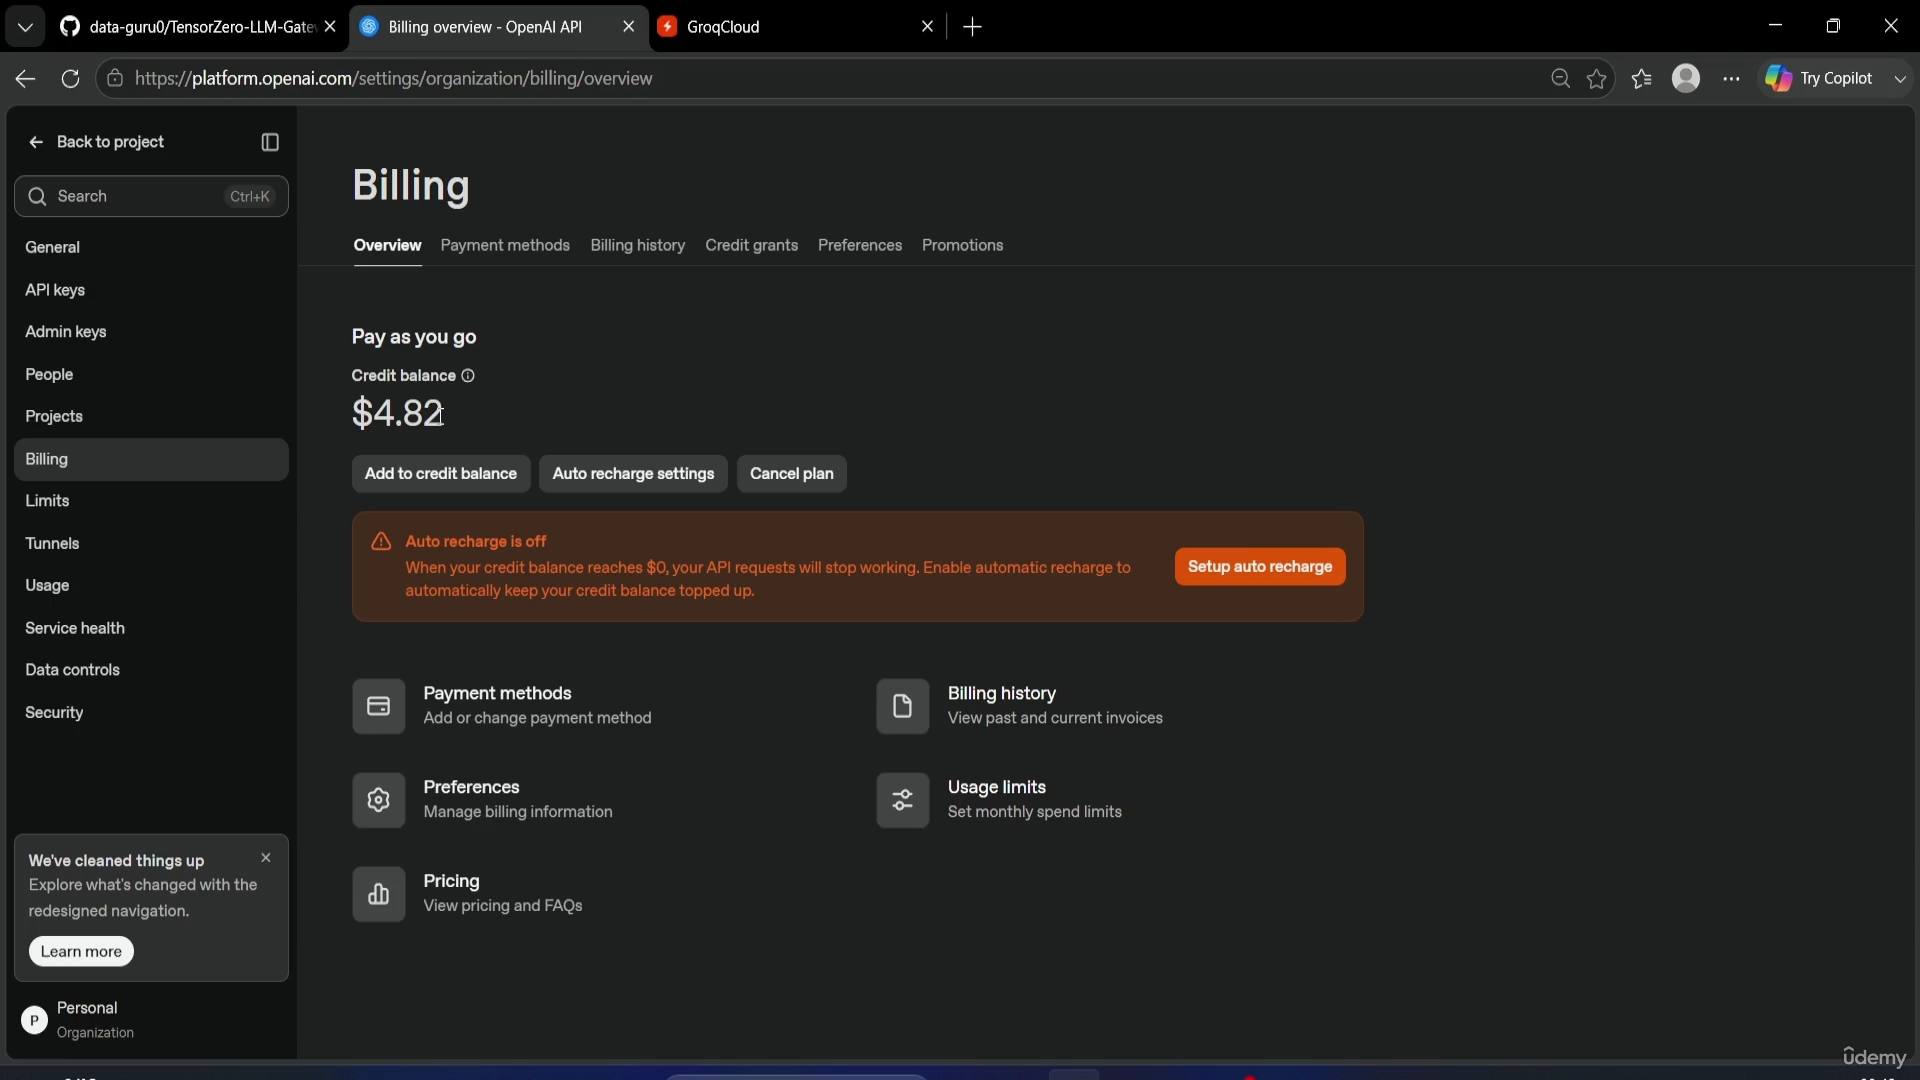 data-guru0/TensorZero-LLM-Gatew
Billing overview - OpenAI API
GroqCloud
https://platform.openai.com/settings/organization/billing/overview
Try Copilot
Back to project
Search
Ctrl+K
General
API keys
Admin keys
People
Projects
Billing
Limits
Tunnels
Usage
Service health
Data controls
Security
We've cleaned things up
Explore what's changed with the
redesigned navigation.
Learn more
P
Personal
Organization
Billing
Overview
Payment methods
Billing history
Credit grants
Preferences
Promotions
Pay as you go
Credit balance
$4.82
Add to credit balance
Auto recharge settings
Cancel plan
Auto recharge is off
When your credit balance reaches $0, your API requests will stop working. Enable automatic recharge to
automatically keep your credit balance topped up.
Setup auto recharge
Payment methods
Add or change payment method
Billing history
View past and current invoices
Preferences
Manage billing information
Usage limits
Set monthly spend limits
Pricing
View pricing and FAQs
ûdemy